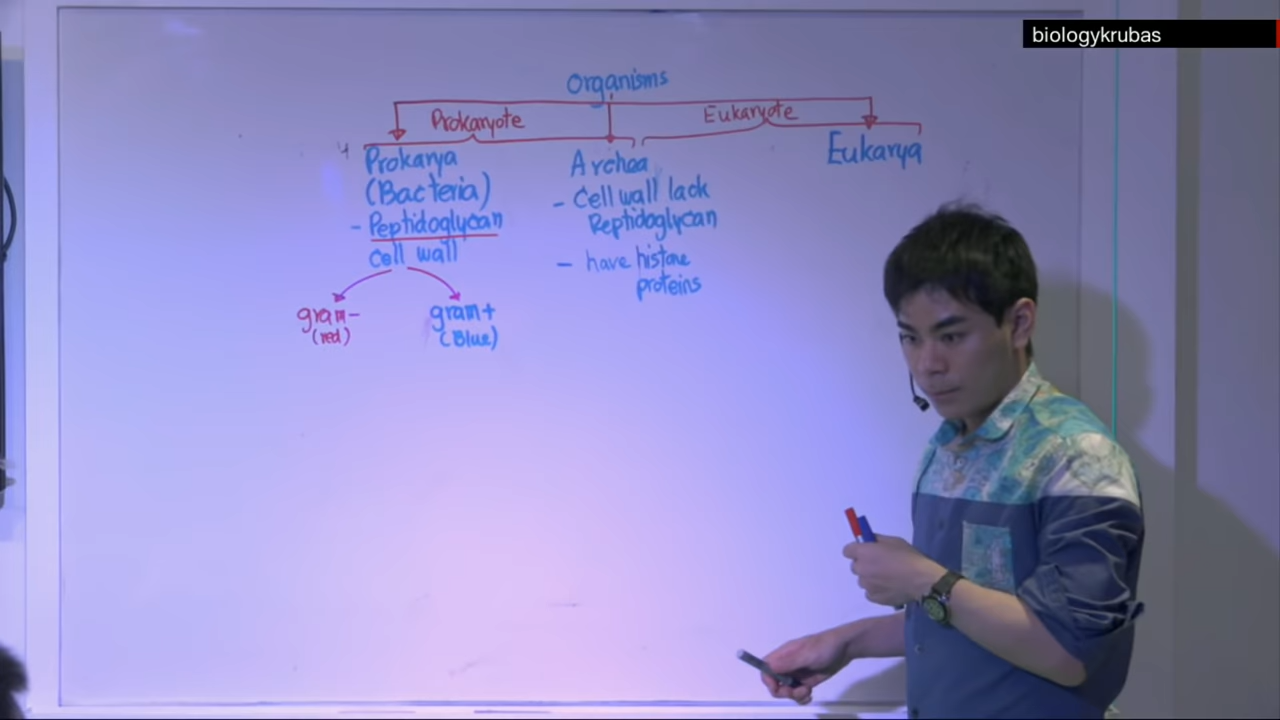 biologykrubas
Organisms
Prokaryote
Eukaryote
Prokarya
(Bacteria)
- Peptidoglycan
cell wall
gram-
(red)
gram+
(Blue)
Archea
- Cell wall lack
Peptidoglycan
- have histone
proteins
Eukarya